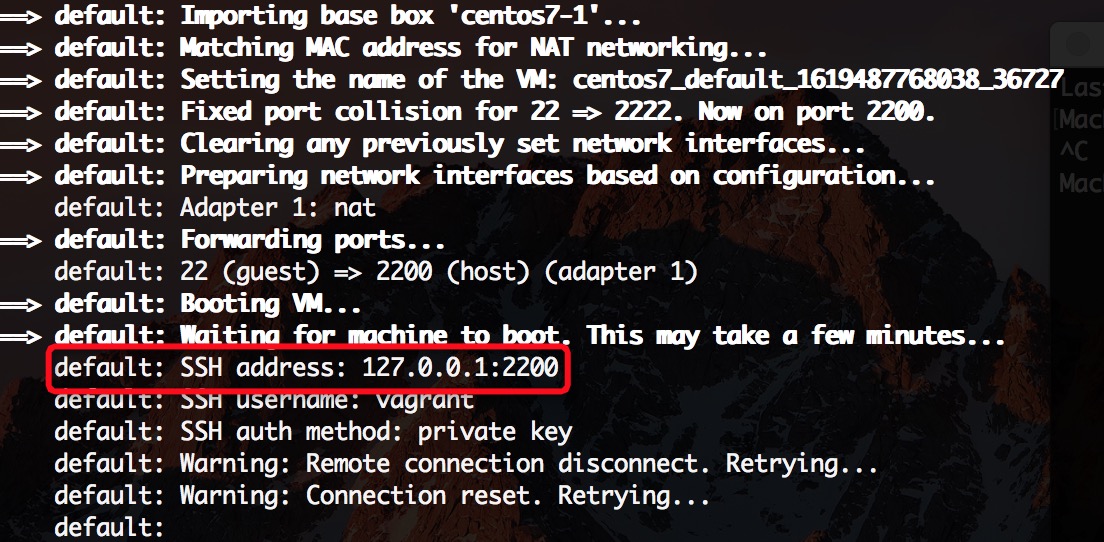 ==> default: Importing base box 'centos7-1'...
==> default: Matching MAC address for NAT networking...
==> default: Setting the name of the VM: centos7_default_1619487768038_36727
==> default: Fixed port collision for 22 => 2222. Now on port 2200.
==> default: Clearing any previously set network interfaces...
==> default: Preparing network interfaces based on configuration...
default: Adapter 1: nat
==> default: Forwarding ports...
default: 22 (guest) => 2200 (host) (adapter 1)
==> default: Booting VM...
==> default: Waiting for machine to boot. This may take a few minutes...
default: SSH address: 127.0.0.1:2200
default: SSH username: vagrant
default: SSH auth method: private key
default: Warning: Remote connection disconnect. Retrying...
default: Warning: Connection reset. Retrying...
default:
Las
[Mac
^C
Mac